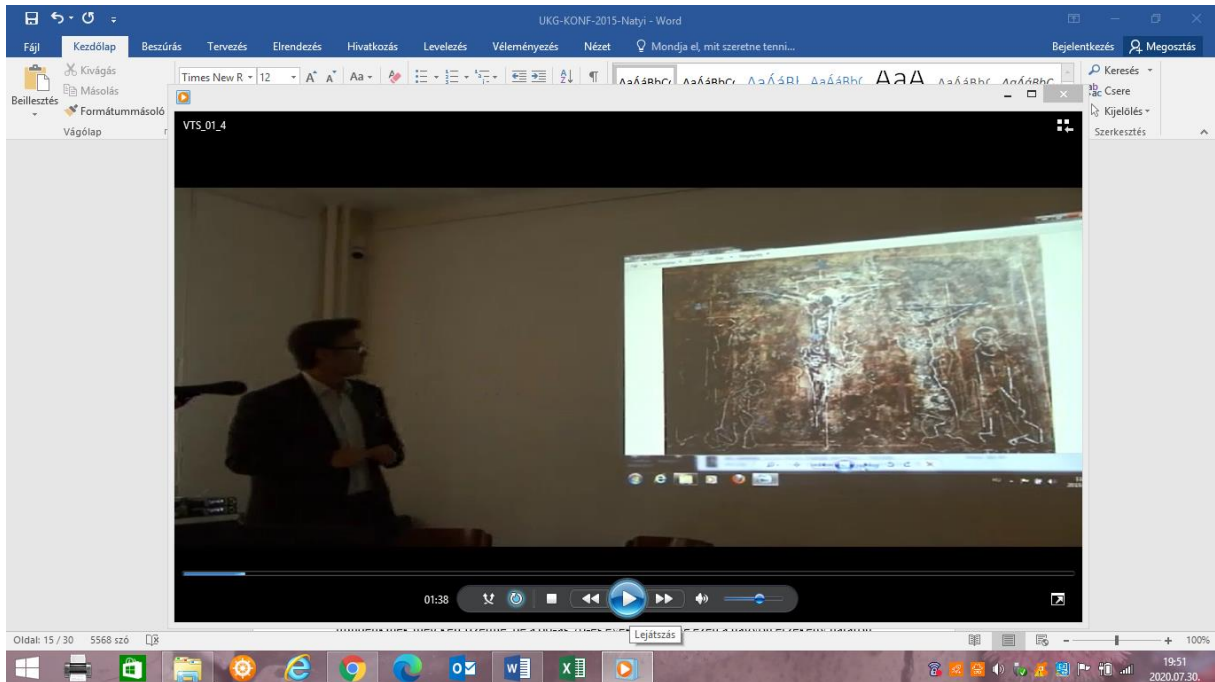 UKG-KONF-2015-Natyi - Word
Fájl Kezdőlap Beszúrás Tervezés Elrendezés Hivatkozás Levelezés Véleményezés Nézet Mondja el, mit szeretne tenni... Bejelentkezés Megosztás
Kivágás
Másolás
Formátummásoló
Beillesztés
Vágólap
Times New R 12
Keresés
Csere
Kijelölés
Szerkesztés
VTS_01_4
01:38
Lejátszás
Oldal: 15 / 30 5568 szó
100%
19:51
2020.07.30.